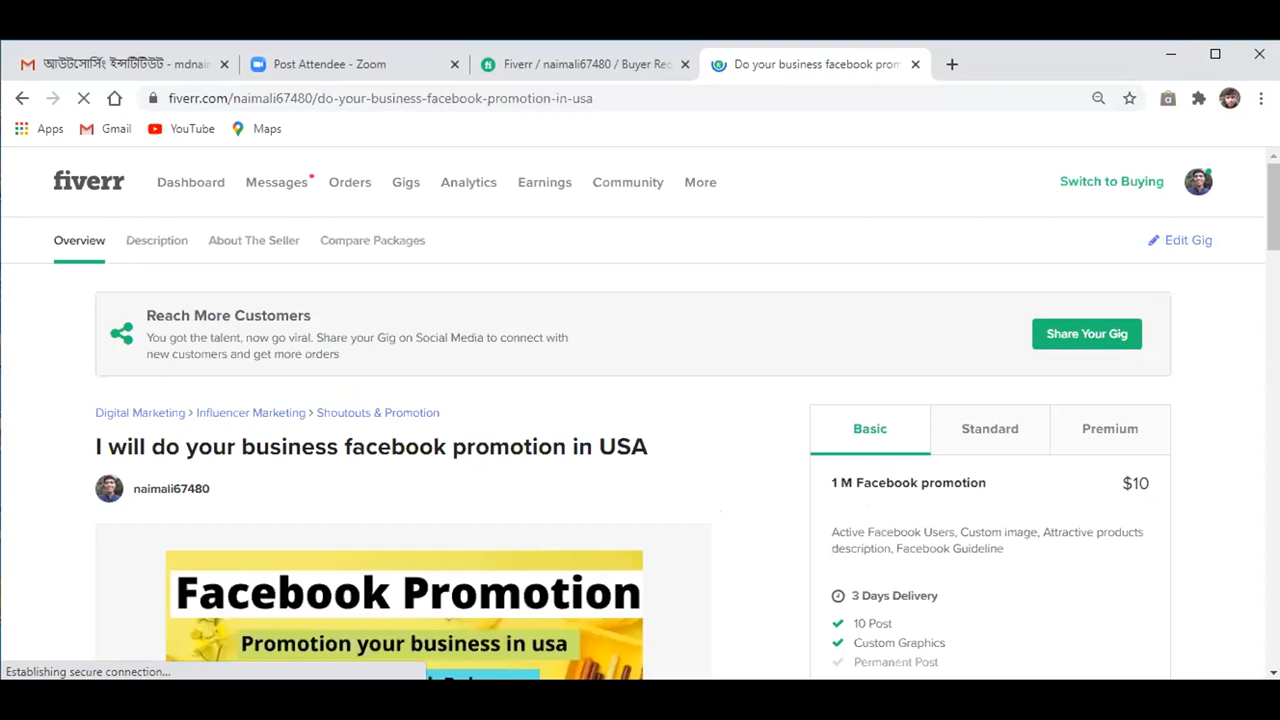 আউটসোর্সিং ইন্সটিটিউট - mdnai
Post Attendee - Zoom
Fiverr / naimali67480 / Buyer Rec
Do your business facebook prom
fiverr.com/naimali67480/do-your-business-facebook-promotion-in-usa
Apps
Gmail
YouTube
Maps
fiverr
Dashboard
Messages
Orders
Gigs
Analytics
Earnings
Community
More
Switch to Buying
Overview
Description
About The Seller
Compare Packages
Edit Gig
Reach More Customers
You got the talent, now go viral. Share your Gig on Social Media to connect with
new customers and get more orders
Share Your Gig
Digital Marketing > Influencer Marketing > Shoutouts & Promotion
I will do your business facebook promotion in USA
naimali67480
Facebook Promotion
Promotion your business in usa
Basic
Standard
Premium
1 M Facebook promotion
$10
Active Facebook Users, Custom image, Attractive products
description, Facebook Guideline
3 Days Delivery
10 Post
Custom Graphics
Permanent Post
Establishing secure connection...